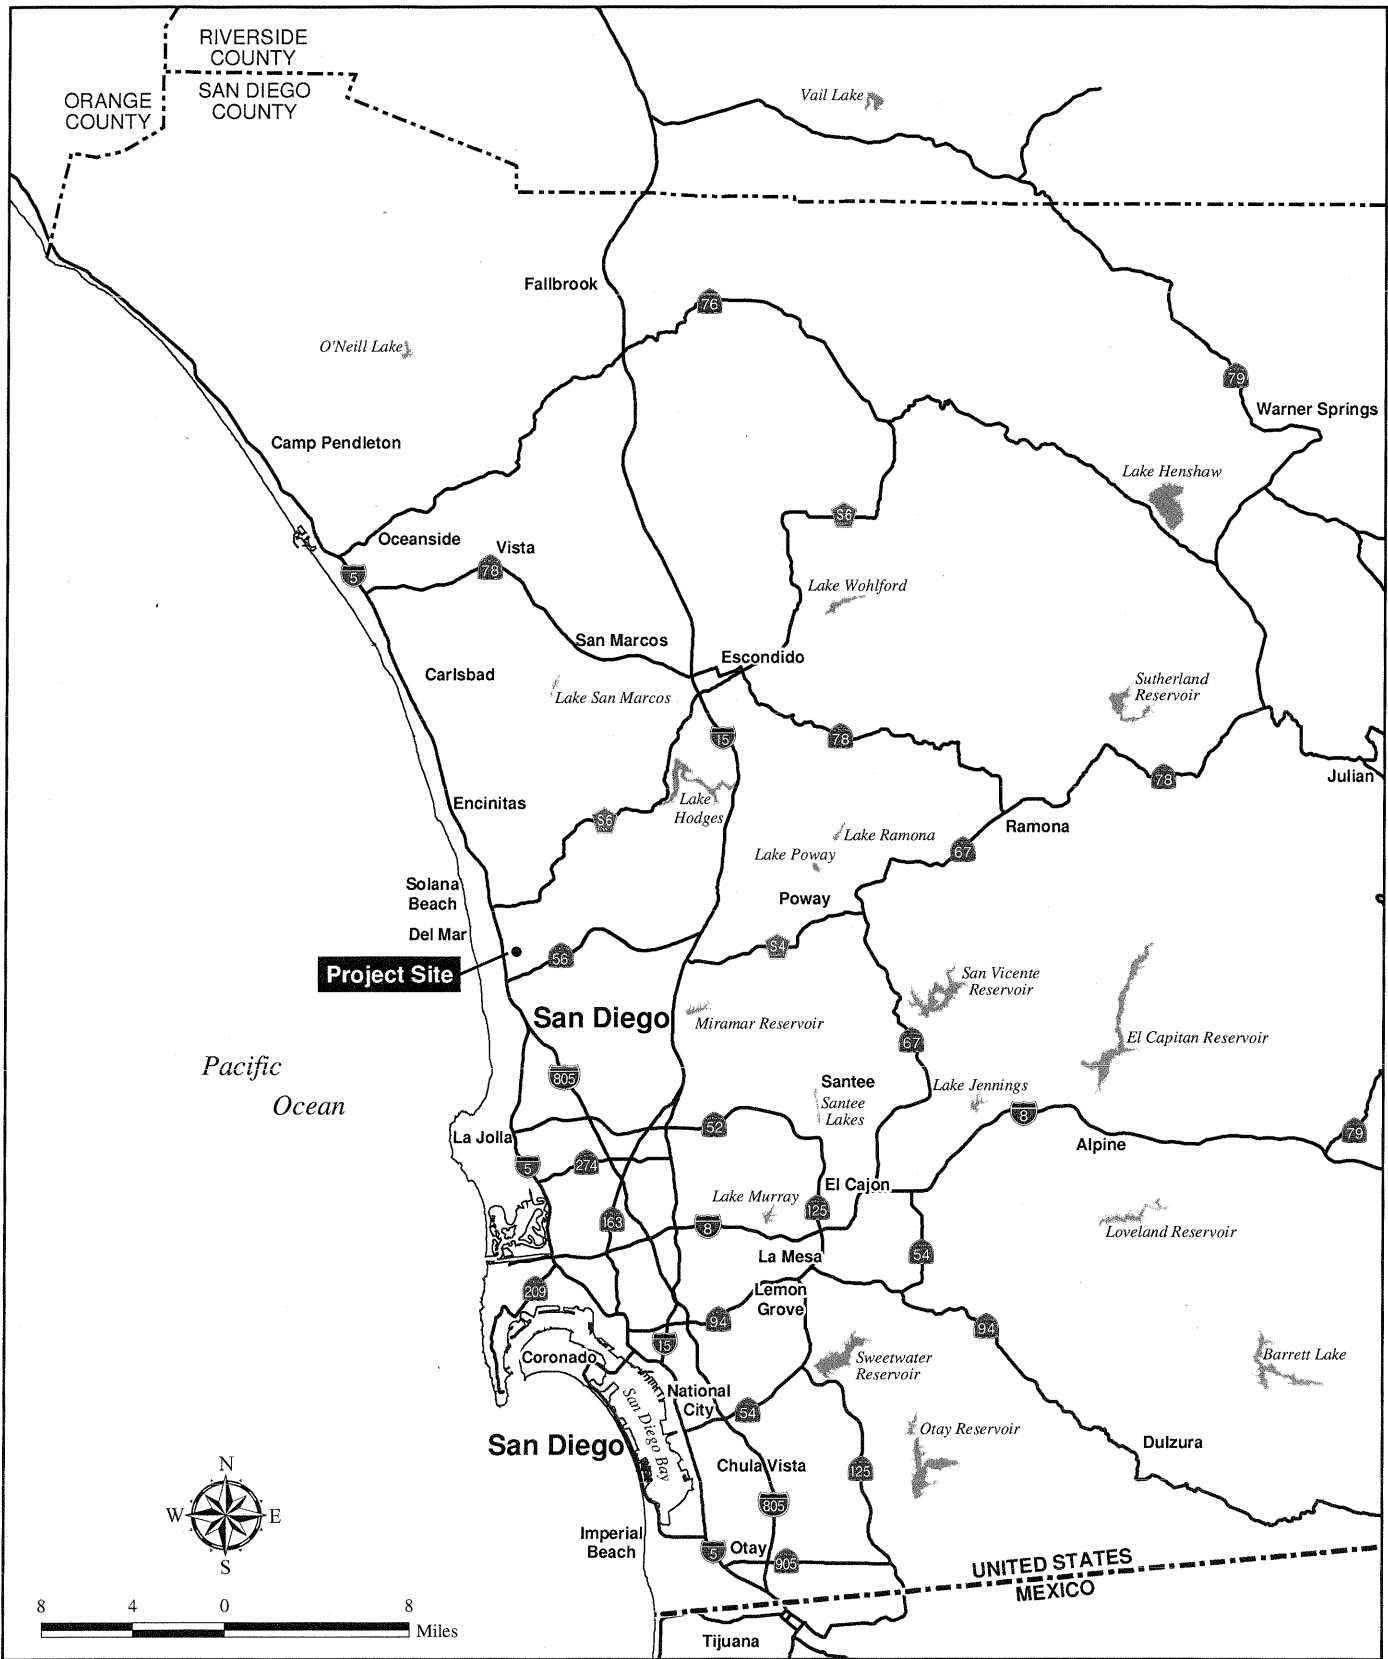 RIVERSIDE
COUNTY
SAN DIEGO
COUNTY
ORANGE
COUNTY
Vail Lake
Fallbrook
76
O'Neill Lake
79
Warner Springs
Camp Pendleton
Lake Henshaw
S6
Oceanside
Vista
5
78
Lake Wohlford
San Marcos
Escondido
Carlsbad
Lake San Marcos
Sutherland
Reservoir
15
78
78
Julian
Encinitas
S6
Lake
Hodges
Lake Ramona
Ramona
67
Lake Poway
Solana
Beach
Poway
Del Mar
56
S4
Project Site
San Vicente
Reservoir
San Diego
Miramar Reservoir
El Capitan Reservoir
67
Pacific
Ocean
805
Santee
Santee
Lakes
Lake Jennings
8
52
La Jolla
Alpine
79
5
274
El Cajon
Lake Murray
125
163
8
Loveland Reservoir
La Mesa
54
209
Lemon
Grove
94
94
15
Coronado
Sweetwater
Reservoir
Barrett Lake
National
City
54
San Diego Bay
San Diego
Otay Reservoir
Dulzura
Chula Vista
125
805
N
W
E
S
Imperial
Beach
5
Otay
905
UNITED STATES
MEXICO
8
4
0
8
Miles
Tijuana